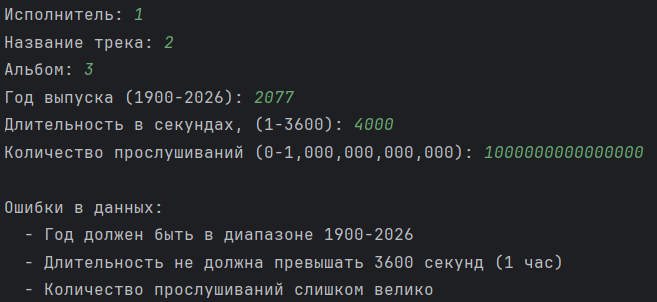 Исполнитель: 1
Название трека: 2
Альбом: 3
Год выпуска (1900-2026): 2077
Длительность в секундах, (1-3600): 4000
Количество прослушиваний (0-1,000,000,000,000): 1000000000000000
Ошибки в данных:
- Год должен быть в диапазоне 1900-2026
- Длительность не должна превышать 3600 секунд (1 час)
- Количество прослушиваний слишком велико